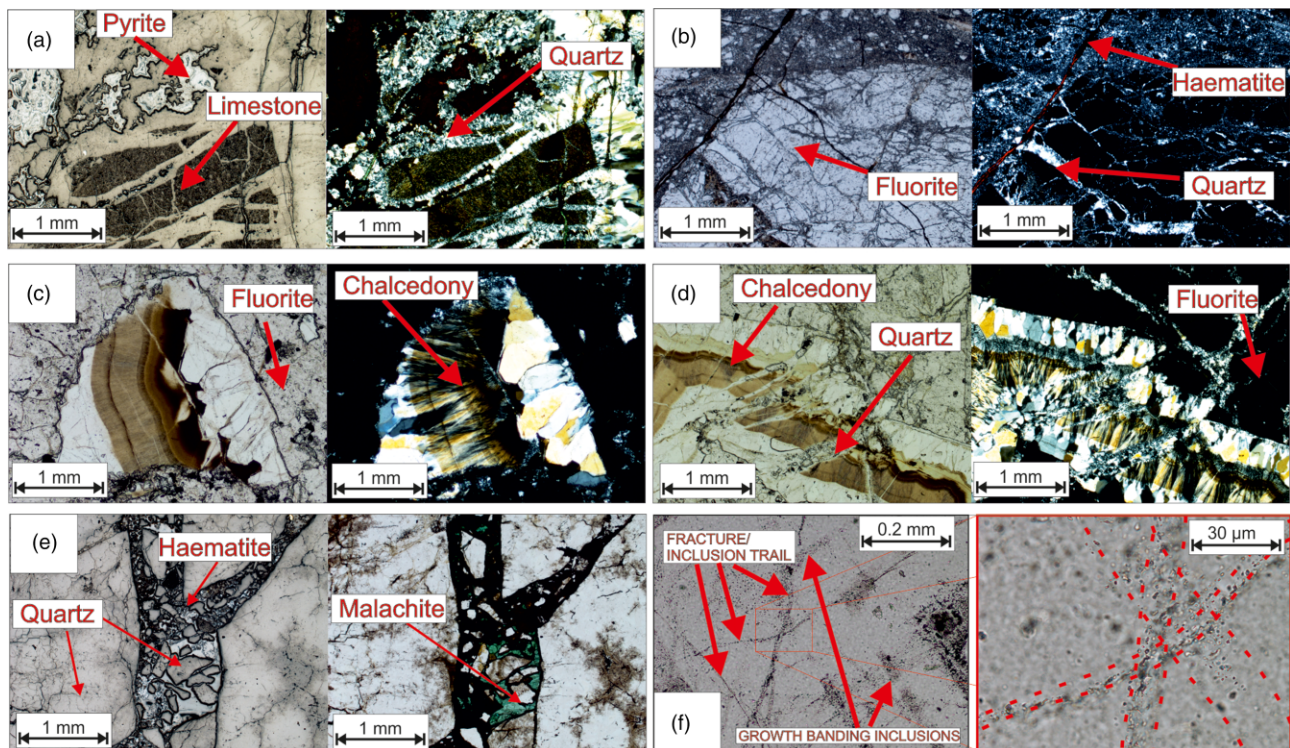 (a)
Pyrite
Limestone
1 mm
Quartz
1 mm
(b)
Fluorite
1 mm
Haematite
Quartz
1 mm
(c)
Fluorite
1 mm
Chalcedony
1 mm
(d)
Chalcedony
Quartz
1 mm
Fluorite
1 mm
(e)
Haematite
Quartz
1 mm
Malachite
1 mm
0.2 mm
FRACTURE/
INCLUSION TRAIL
GROWTH BANDING INCLUSIONS
(f)
30 µm